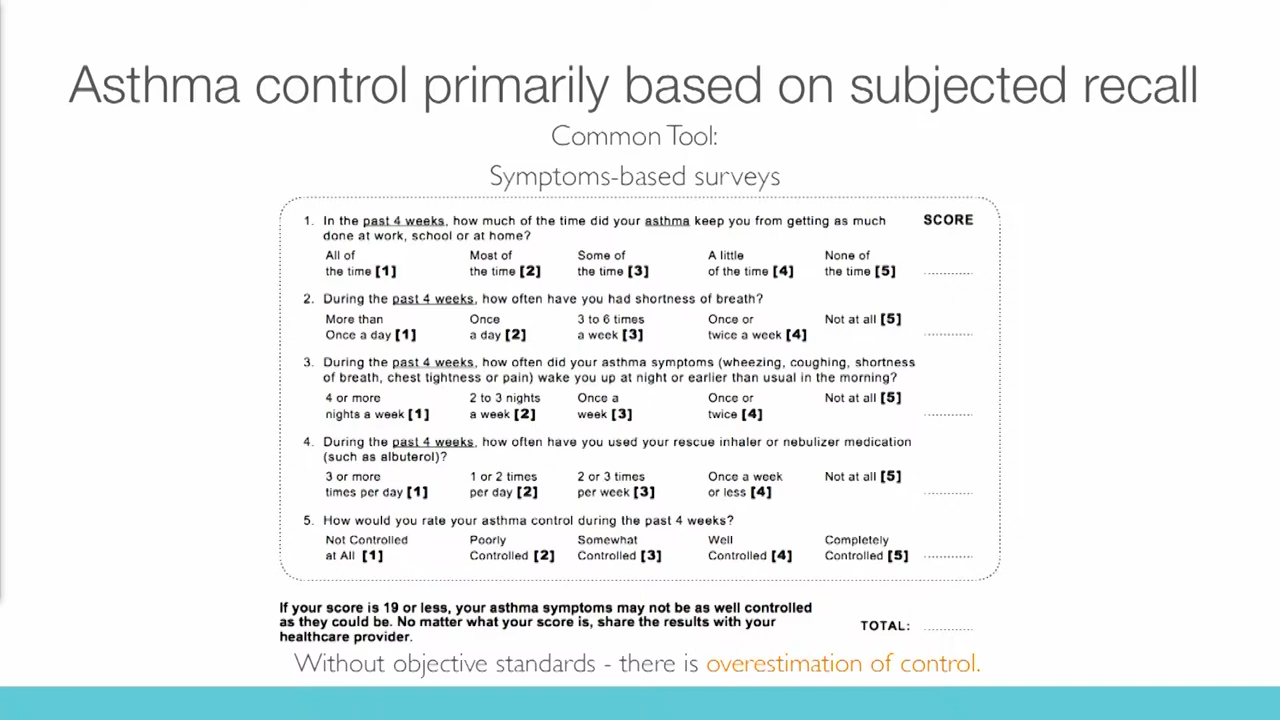 Asthma control primarily based on subjected recall
Common Tool:
Symptoms-based surveys
1. In the past 4 weeks, how much of the time did your asthma keep you from getting as much SCORE
done at work, school or at home?
All of Most of Some of A little None of
the time [1] the time [2] the time [3] of the time [4] the time [5] ............
2. During the past 4 weeks, how often have you had shortness of breath?
More than Once 3 to 6 times Once or Not at all [5]
Once a day [1] a day [2] a week [3] twice a week [4] ............
3. During the past 4 weeks, how often did your asthma symptoms (wheezing, coughing, shortness
of breath, chest tightness or pain) wake you up at night or earlier than usual in the morning?
4 or more 2 to 3 nights Once a Once or Not at all [5]
nights a week [1] a week [2] week [3] twice [4] ............
4. During the past 4 weeks, how often have you used your rescue inhaler or nebulizer medication
(such as albuterol)?
3 or more 1 or 2 times 2 or 3 times Once a week Not at all [5]
times per day [1] per day [2] per week [3] or less [4] ............
5. How would you rate your asthma control during the past 4 weeks?
Not Controlled Poorly Somewhat Well Completely
at All [1] Controlled [2] Controlled [3] Controlled [4] Controlled [5] ............
If your score is 19 or less, your asthma symptoms may not be as well controlled
as they could be. No matter what your score is, share the results with your TOTAL: ............
healthcare provider.
Without objective standards - there is overestimation of control.